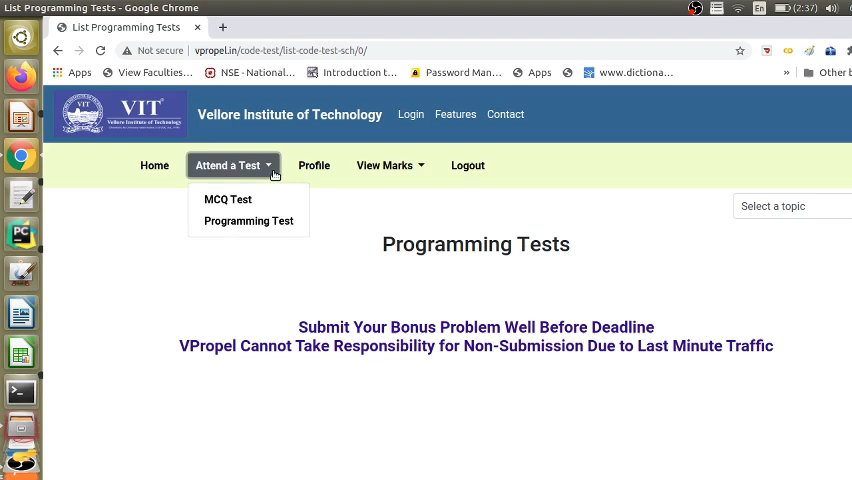 List Programming Tests - Google Chrome
En
(2:37)
List Programming Tests
Not secure
vpropel.in/code-test/list-code-test-sch/0/
Apps
View Faculties...
NSE - National...
Introduction t...
Password Man...
Apps
www.dictiona...
»
Other b
VIT
VIT
Vellore Institute of Technology
Login
Features
Contact
Home
Attend a Test
Profile
View Marks
Logout
MCQ Test
Programming Test
Select a topic
Programming Tests
Submit Your Bonus Problem Well Before Deadline
VPropel Cannot Take Responsibility for Non-Submission Due to Last Minute Traffic
PC